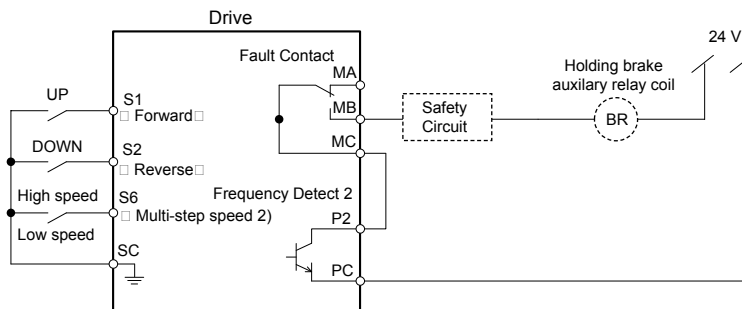 Drive
24 V
Fault Contact
MA
Holding brake
auxilary relay coil
UP
S1
□ Forward□
MB
Safety
Circuit
BR
DOWN
S2
□ Reverse□
MC
High speed
S6
Frequency Detect 2
□ Multi-step speed 2)
P2
Low speed
SC
PC